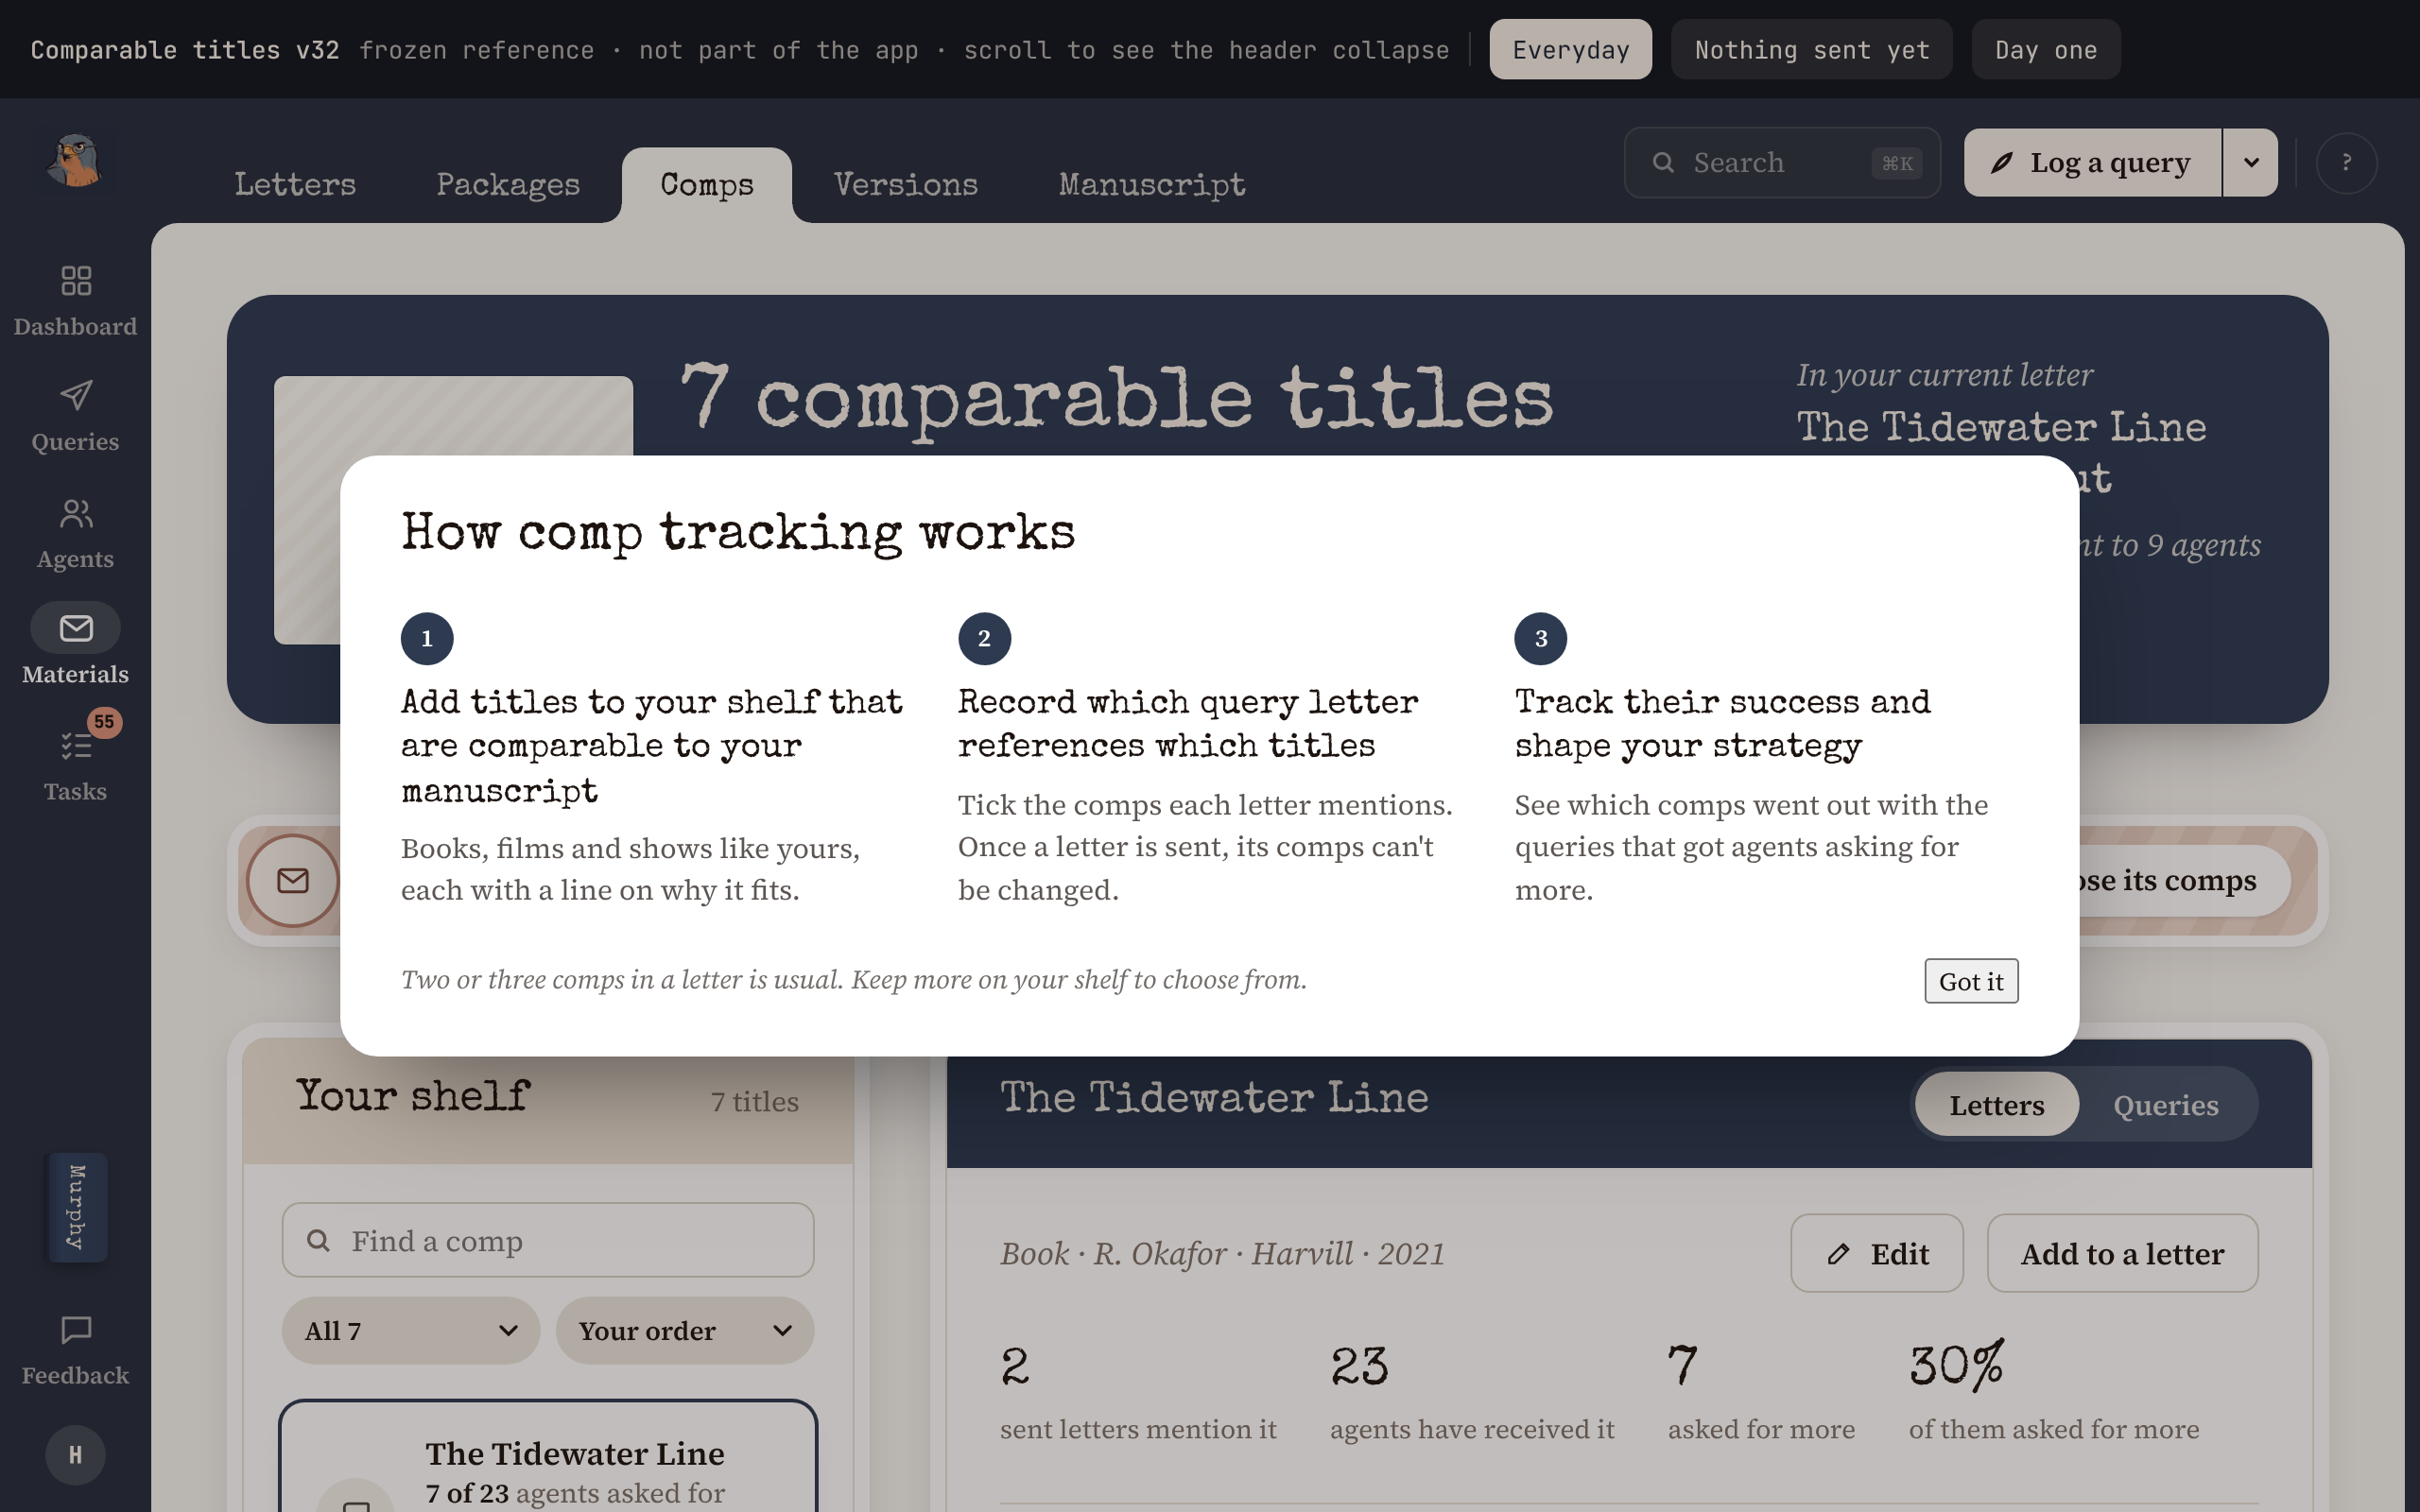 Comparable titles v32 frozen reference · not part of the app · scroll to see the header collapse Everyday Nothing sent yet Day one
Letters Packages Comps Versions Manuscript Search ⌘K Log a query ?
Dashboard
Queries
Agents
Materials
55
Tasks
Murphy
Feedback
H
7 comparable titles
In your current letter
The Tidewater Line
to 9 agents
How comp tracking works
1
Add titles to your shelf that
are comparable to your
manuscript
Books, films and shows like yours,
each with a line on why it fits.
2
Record which query letter
references which titles
Tick the comps each letter mentions.
Once a letter is sent, its comps can't
be changed.
3
Track their success and
shape your strategy
See which comps went out with the
queries that got agents asking for
more.
Two or three comps in a letter is usual. Keep more on your shelf to choose from.
Got it
its comps
Your shelf 7 titles
Find a comp
All 7 Your order
The Tidewater Line
7 of 23 agents asked for
The Tidewater Line Letters Queries
Book · R. Okafor · Harvill · 2021 Edit Add to a letter
2 23 7 30%
sent letters mention it agents have received it asked for more of them asked for more